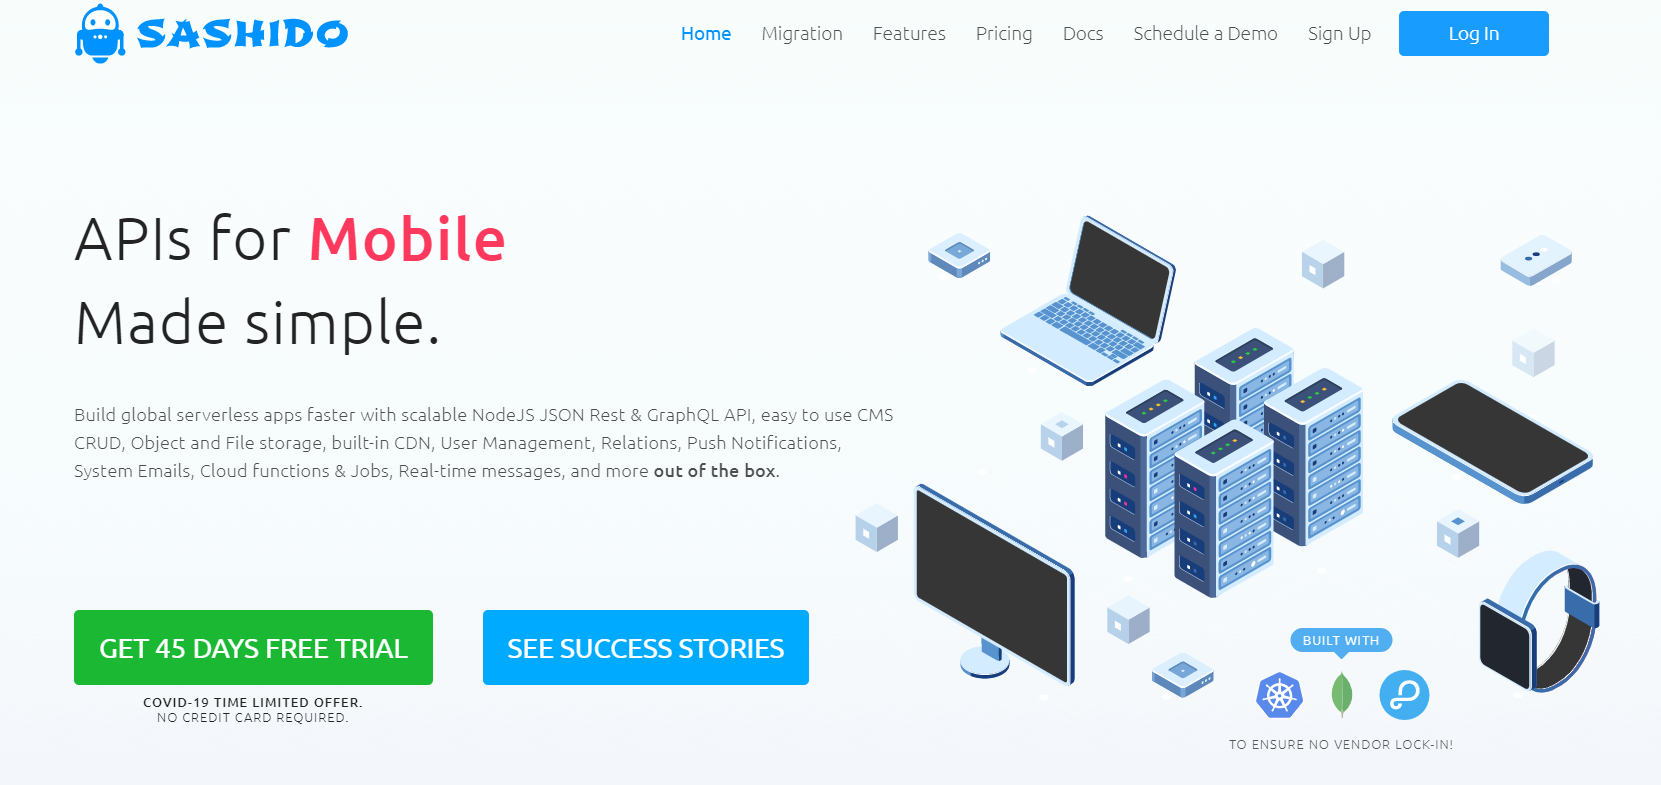 SASHIDO
Home Migration Features Pricing Docs Schedule a Demo Sign Up Log In
APIs for Mobile
Made simple.
Build global serverless apps faster with scalable NodeJS JSON Rest & GraphQL API, easy to use CMS
CRUD, Object and File storage, built-in CDN, User Management, Relations, Push Notifications,
System Emails, Cloud functions & Jobs, Real-time messages, and more out of the box.
GET 45 DAYS FREE TRIAL
SEE SUCCESS STORIES
COVID-19 TIME LIMITED OFFER.
NO CREDIT CARD REQUIRED.
BUILT WITH
TO ENSURE NO VENDOR LOCK-IN!